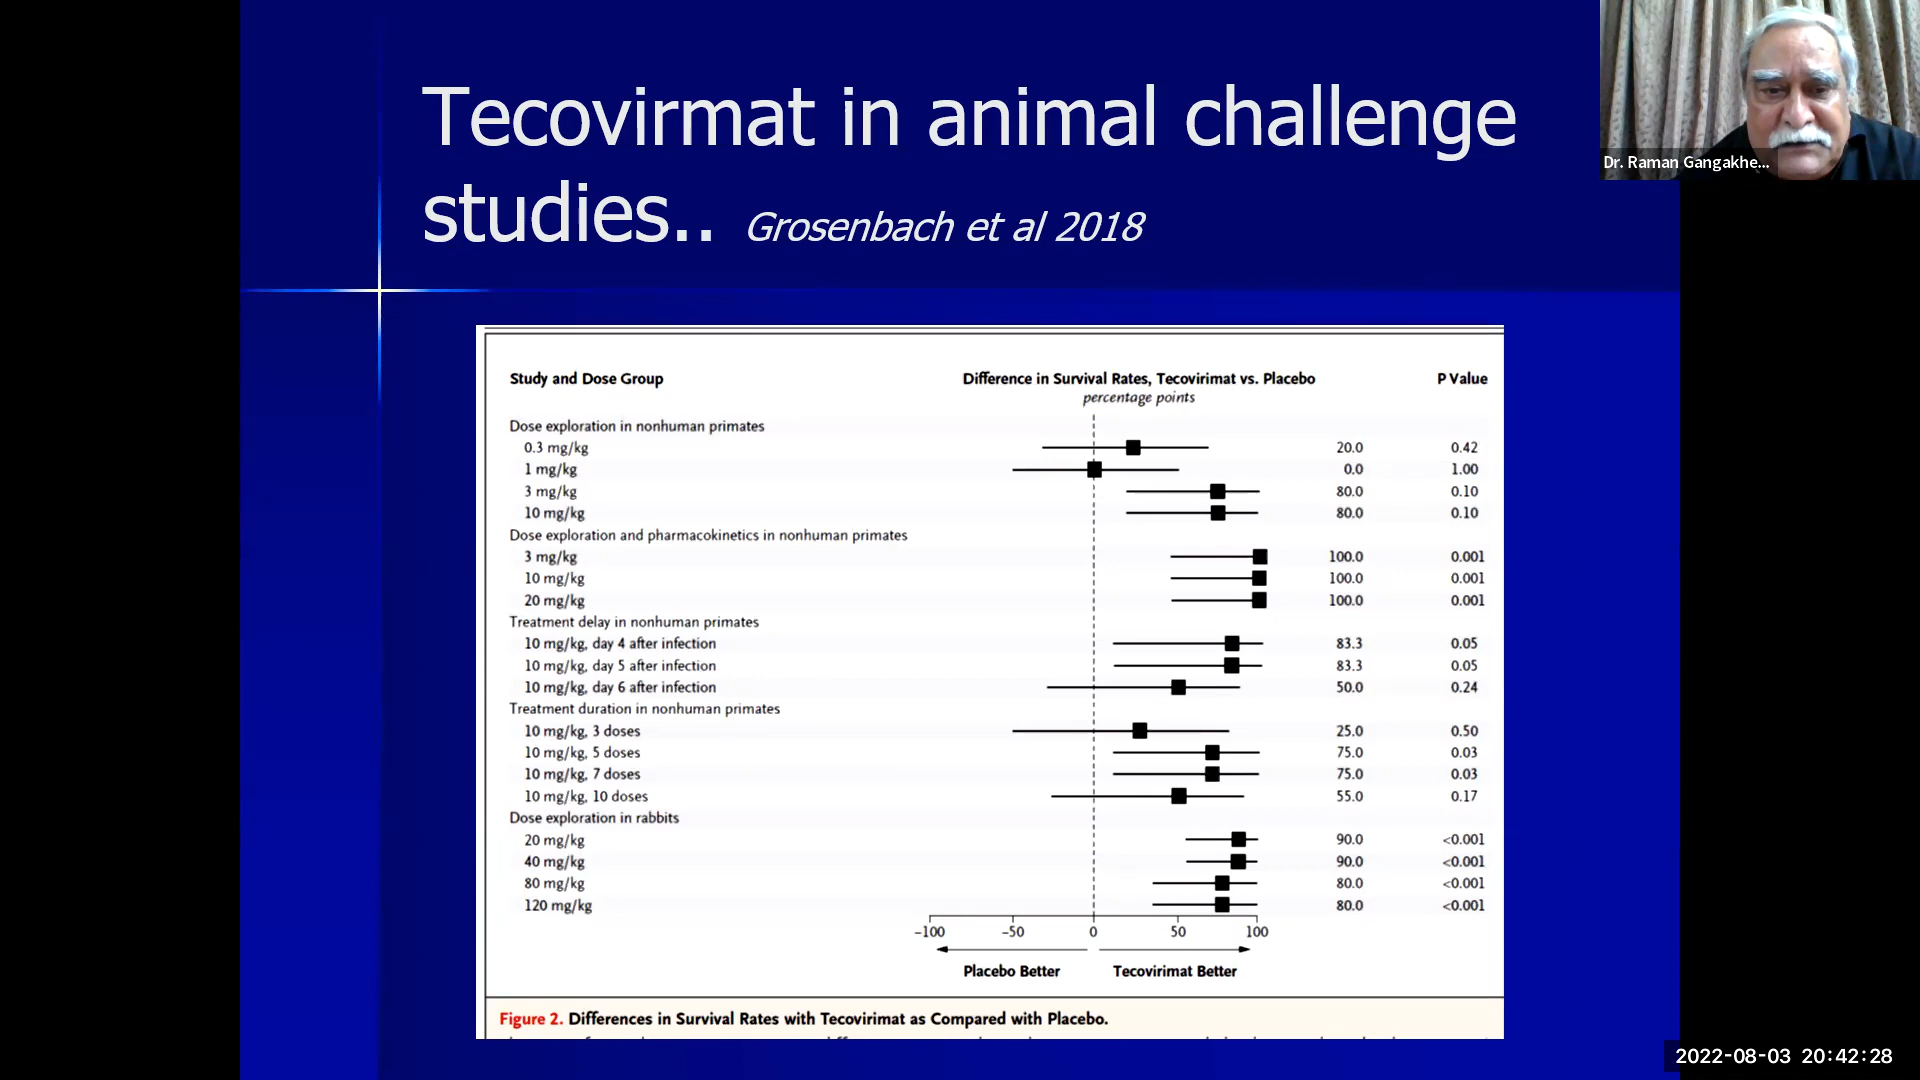 Tecovirmat in animal challenge
studies.. Grosenbach et al 2018
Dr. Raman Gangakhe...
Study and Dose Group Difference in Survival Rates, Tecovirimat vs. Placebo P Value
percentage points
Dose exploration in nonhuman primates
0.3 mg/kg 20.0 0.42
1 mg/kg 0.0 1.00
3 mg/kg 80.0 0.10
10 mg/kg 80.0 0.10
Dose exploration and pharmacokinetics in nonhuman primates
3 mg/kg 100.0 0.001
10 mg/kg 100.0 0.001
20 mg/kg 100.0 0.001
Treatment delay in nonhuman primates
10 mg/kg, day 4 after infection 83.3 0.05
10 mg/kg, day 5 after infection 83.3 0.05
10 mg/kg, day 6 after infection 50.0 0.24
Treatment duration in nonhuman primates
10 mg/kg, 3 doses 25.0 0.50
10 mg/kg, 5 doses 75.0 0.03
10 mg/kg, 7 doses 75.0 0.03
10 mg/kg, 10 doses 55.0 0.17
Dose exploration in rabbits
20 mg/kg 90.0 <0.001
40 mg/kg 90.0 <0.001
80 mg/kg 80.0 <0.001
120 mg/kg 80.0 <0.001
−100 −50 0 50 100
Placebo Better Tecovirimat Better
Figure 2. Differences in Survival Rates with Tecovirimat as Compared with Placebo.
2022-08-03 20:42:28